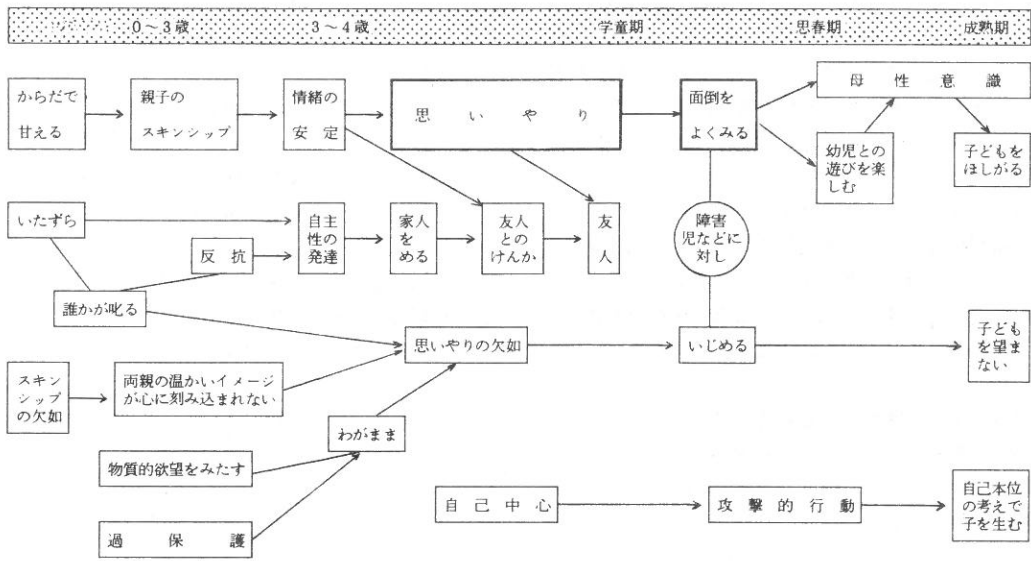 0～3歳 3～4歳 学童期 思春期 成熟期
からだで
甘える
親子の
スキンシップ
情緒の
安定
思いやり
面倒を
よくみる
母性意識
幼児との
遊びを楽
しむ
子どもを
ほしがる
いたずら
反抗
自主
性の
発達
家人
を
める
友人
との
けんか
友
人
障害
児などに
対し
誰かが叱る
思いやりの欠如
いじめる
子ども
を望ま
ない
スキン
シップ
の欠如
両親の温かいイメージ
が心に刻み込まれない
わがまま
物質的欲望をみたす
過保護
自己中心
攻撃的行動
自己本位
の考えで
子を生む